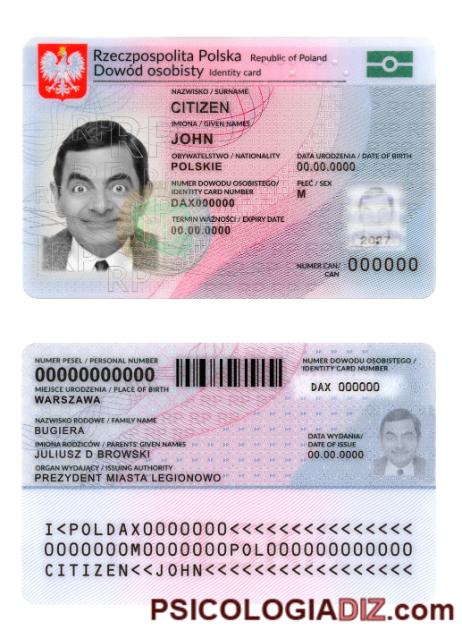 Rzeczpospolita Polska Republic of Poland
Dowód osobisty Identity card
NAZWISKO / SURNAME
CITIZEN
IMIONA / GIVEN NAMES
JOHN
OBYWATELSTWO / NATIONALITY DATA URODZENIA / DATE OF BIRTH
POLSKIE 00.00.0000
NUMER DOWODU OSOBISTEGO/ PŁEĆ / SEX
IDENTITY CARD NUMBER M
DAX000000
TERMIN WAŻNOŚCI / EXPIRY DATE
00.00.0000
2027
NUMER CAN/ 000000
CAN
NUMER PESEL / PERSONAL NUMBER NUMER DOWODU OSOBISTEGO /
00000000000 IDENTITY CARD NUMBER
MIEJSCE URODZENIA / PLACE OF BIRTH DAX 000000
WARSZAWA
NAZWISKO RODOWE / FAMILY NAME
BUGIERA
IMIONA RODZICÓW / PARENTS' GIVEN NAMES DATA WYDANIA/
JULIUSZ D BROWSKI DATE OF ISSUE
ORGAN WYDAJĄCY / ISSUING AUTHORITY 00.00.0000
PREZYDENT MIASTA LEGIONOWO
I<POLDAX0000000<<<<<<<<<<<<<<<
0000000M0000000POL000000000000
CITIZEN<<JOHN<<<<<<<<<<<<<<<<<
PSICOLOGIADIZ.com